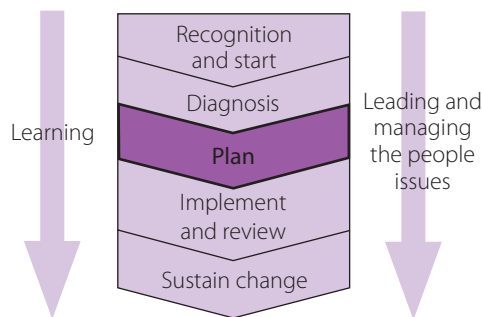 Recognition
and start
Diagnosis
Plan
Implement
and review
Sustain change
Learning
Leading and
managing
the people
issues